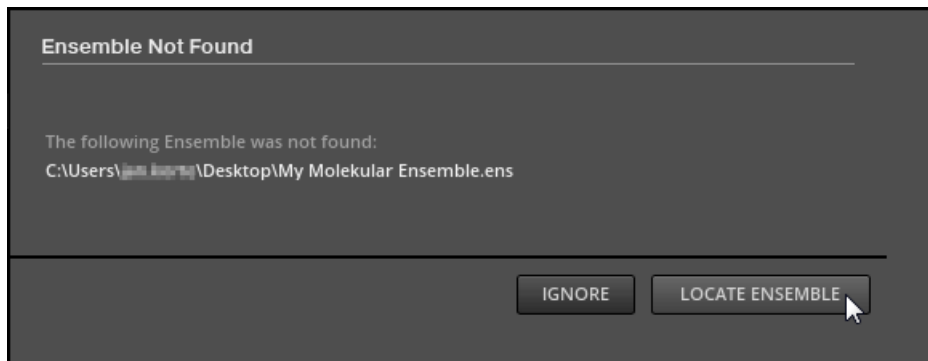 Ensemble Not Found
The following Ensemble was not found:
C:\Users\ \Desktop\My Molekular Ensemble.ens
IGNORE LOCATE ENSEMBLE